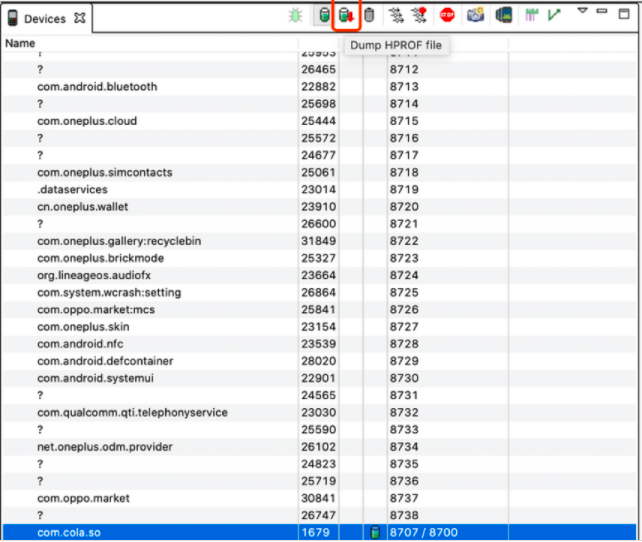 Devices
STOP
Name
Dump HPROF file
? 26465 8712
com.android.bluetooth 22882 8713
? 25698 8714
com.oneplus.cloud 25444 8715
? 25572 8716
? 24677 8717
com.oneplus.simcontacts 25061 8718
.dataservices 23014 8719
cn.oneplus.wallet 23910 8720
? 26600 8721
com.oneplus.gallery:recyclebin 31849 8722
com.oneplus.brickmode 25327 8723
org.lineageos.audiofx 23664 8724
com.system.wcrash:setting 26864 8725
com.oppo.market:mcs 25841 8726
com.oneplus.skin 23154 8727
com.android.nfc 23539 8728
com.android.defcontainer 28020 8729
com.android.systemui 22901 8730
? 24565 8731
com.qualcomm.qti.telephonyservice 23030 8732
? 25590 8733
net.oneplus.odm.provider 26102 8734
? 24823 8735
? 25719 8736
com.oppo.market 30841 8737
? 26747 8738
com.cola.so 1679 8707 / 8700